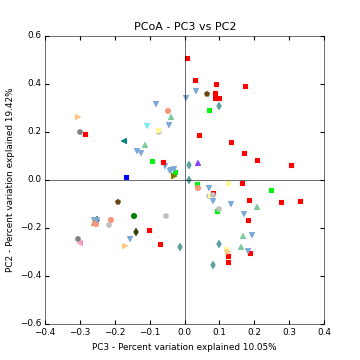 PCoA - PC3 vs PC2
0.6
0.4
0.2
0.0
−0.2
−0.4
−0.6
PC2 - Percent variation explained 19.42%
−0.4 −0.3 −0.2 −0.1 0.0 0.1 0.2 0.3 0.4
PC3 - Percent variation explained 10.05%